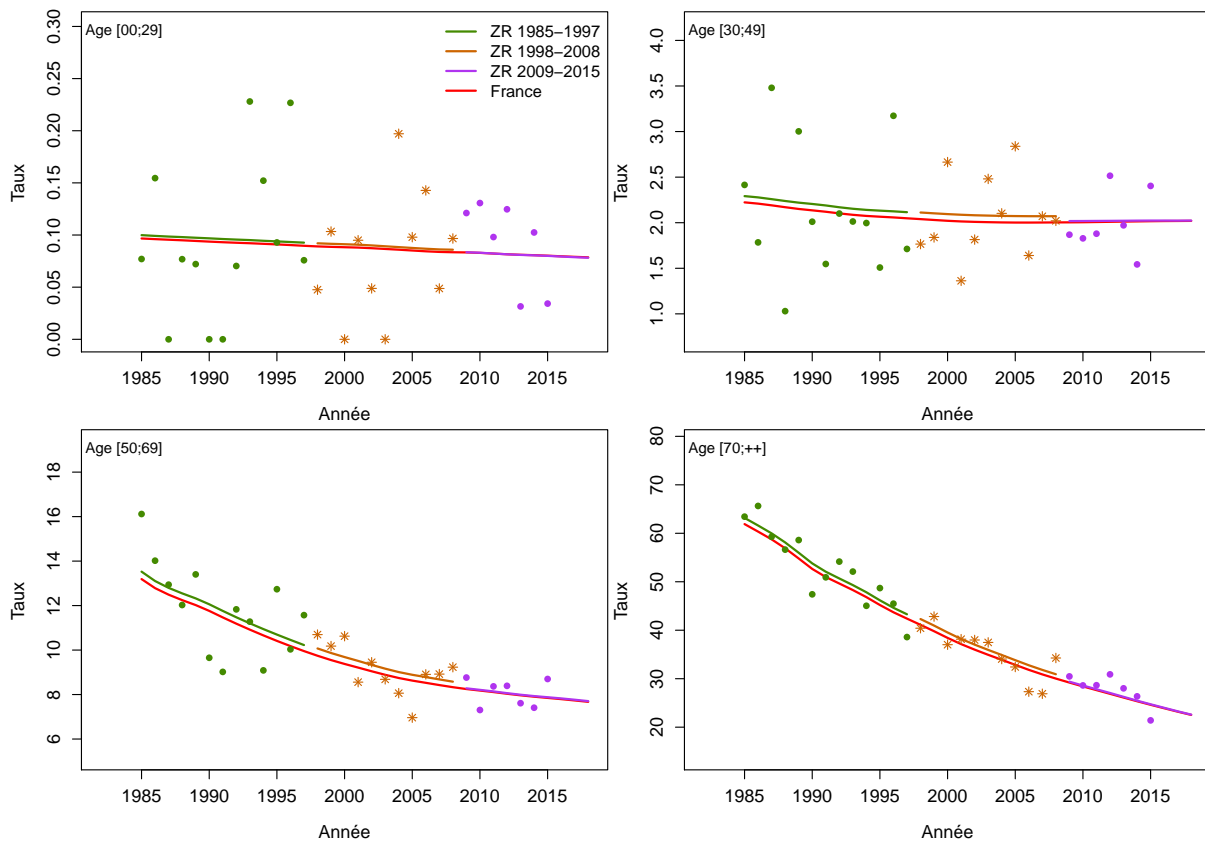 Age [00;29]
ZR 1985−1997
ZR 1998−2008
ZR 2009−2015
France
0.30
0.25
0.20
0.15
0.10
0.05
0.00
Taux
1985 1990 1995 2000 2005 2010 2015
Année
Age [30;49]
4.0
3.5
3.0
2.5
2.0
1.5
1.0
Taux
1985 1990 1995 2000 2005 2010 2015
Année
Age [50;69]
18
16
14
12
10
8
6
Taux
1985 1990 1995 2000 2005 2010 2015
Année
Age [70;++]
80
70
60
50
40
30
20
Taux
1985 1990 1995 2000 2005 2010 2015
Année